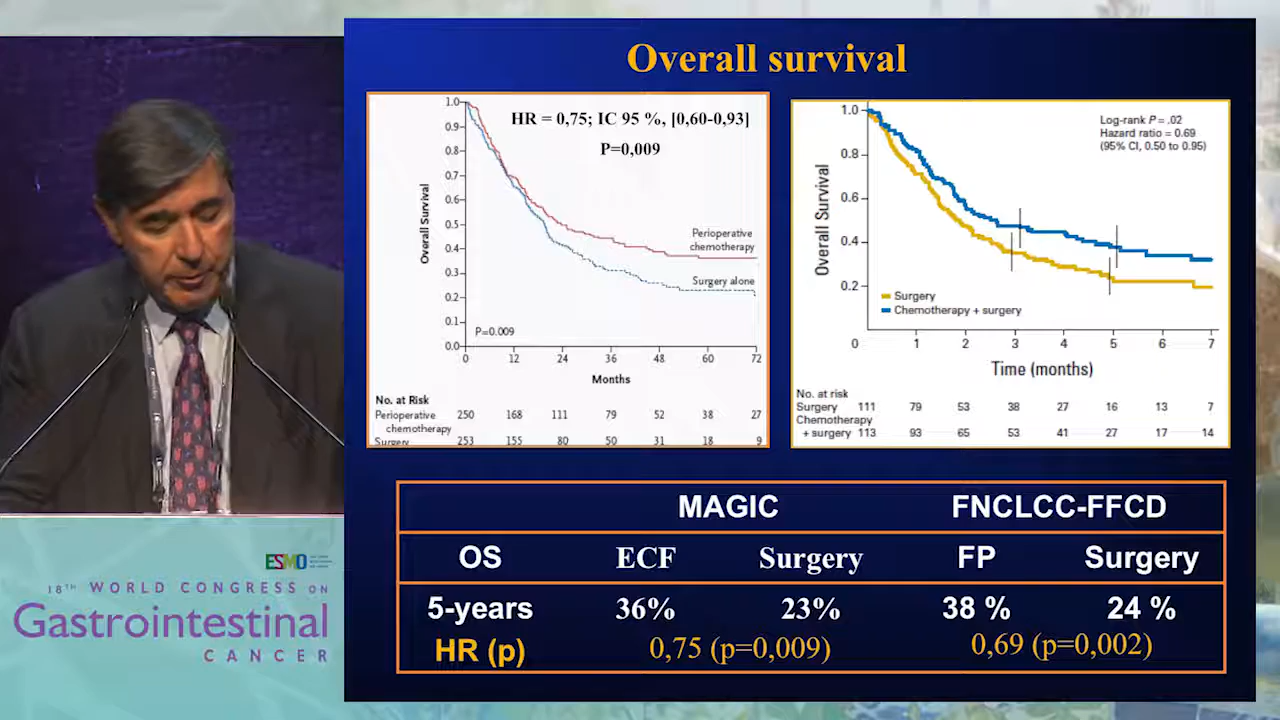 Overall survival
HR = 0,75; IC 95 %, [0,60-0,93]
P=0,009
Overall Survival
1.0
0.9
0.8
0.7
0.6
0.5
0.4
0.3
0.2
0.1
0.0
Perioperative
chemotherapy
Surgery alone
P=0.009
0 12 24 36 48 60 72
Months
No. at Risk
Perioperative 250 168 111 79 52 38 27
chemotherapy
Surgery 253 155 80 50 31 18 9
Overall Survival
1.0
0.8
0.6
0.4
0.2
Log-rank P = .02
Hazard ratio = 0.69
(95% CI, 0.50 to 0.95)
Surgery
Chemotherapy + surgery
0 1 2 3 4 5 6 7
Time (months)
No. at risk
Surgery 111 79 53 38 27 16 13 7
Chemotherapy
+ surgery 113 93 65 53 41 27 17 14
MAGIC FNCLCC-FFCD
OS ECF Surgery FP Surgery
5-years 36% 23% 38 % 24 %
HR (p) 0,75 (p=0,009) 0,69 (p=0,002)
ESMO
18TH WORLD CONGRESS ON
Gastrointestinal
CANCER